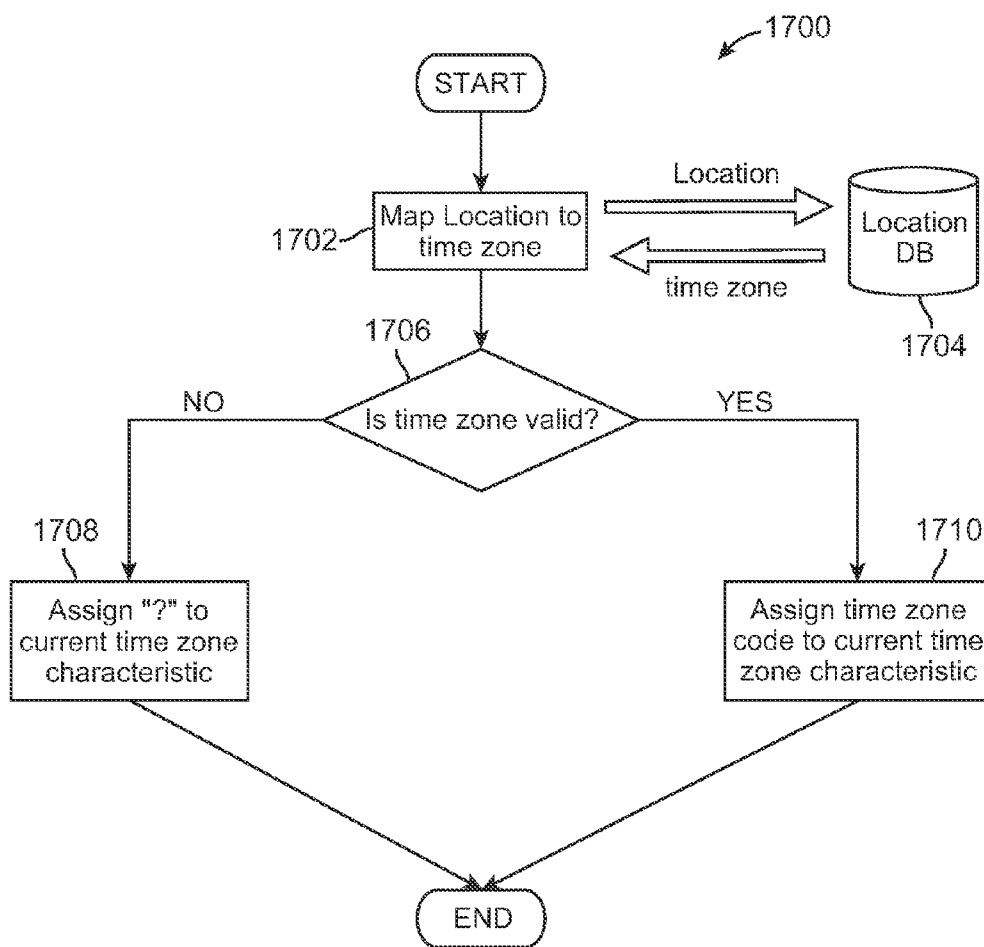 1700
START
Location
Map Location to
time zone
1702
Location
DB
time zone
1704
1706
NO
YES
Is time zone valid?
1708
1710
Assign "?" to
current time zone
characteristic
Assign time zone
code to current time
zone characteristic
END